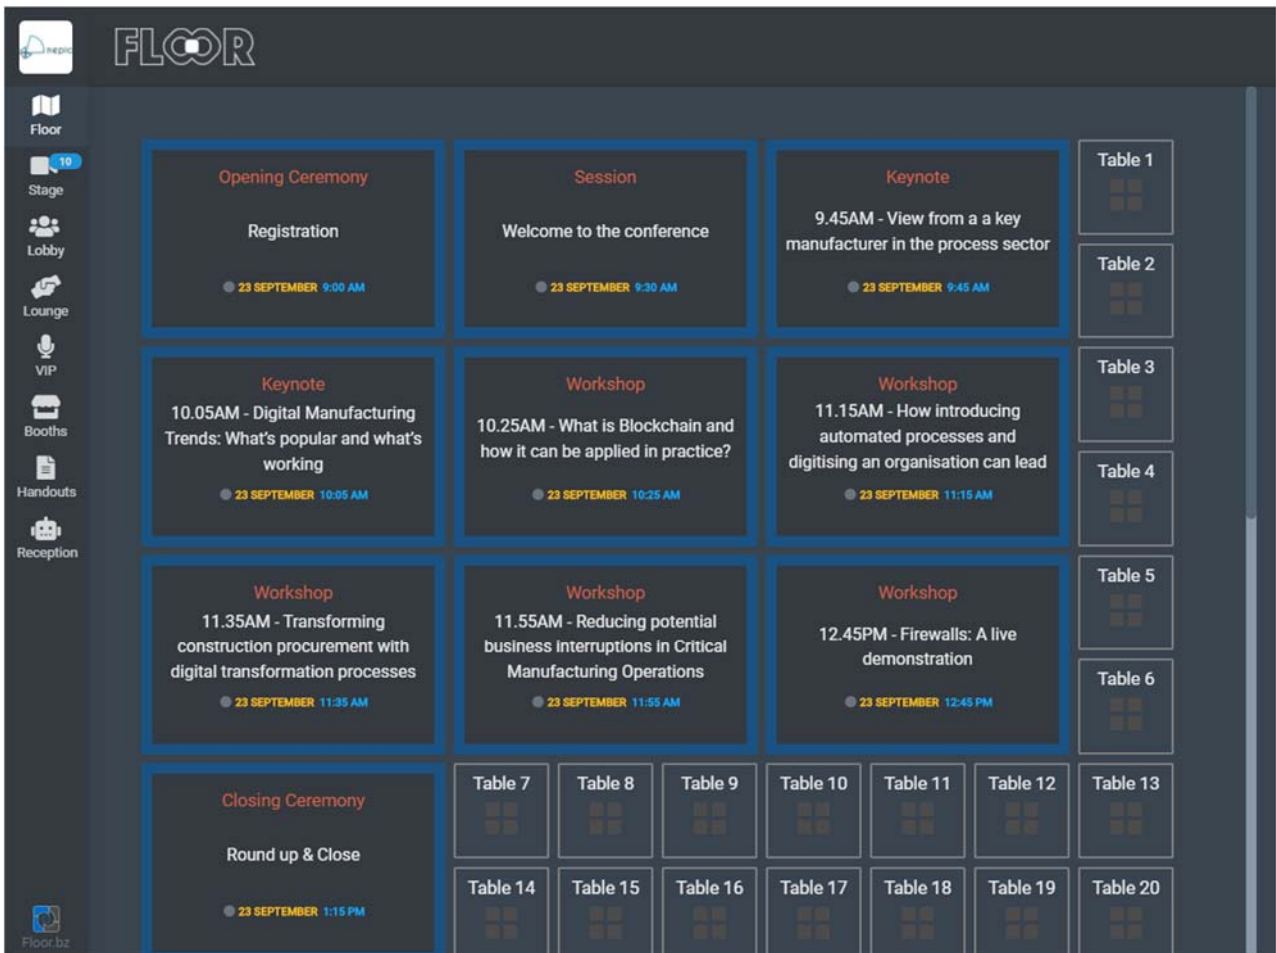 nepic
FLOOR
Floor
10
Stage
Lobby
Lounge
VIP
Booths
Handouts
Reception
Floor.bz
Opening Ceremony
Registration
23 SEPTEMBER 9:00 AM
Session
Welcome to the conference
23 SEPTEMBER 9:30 AM
Keynote
9.45AM - View from a a key
manufacturer in the process sector
23 SEPTEMBER 9:45 AM
Table 1
Table 2
Keynote
10.05AM - Digital Manufacturing
Trends: What's popular and what's
working
23 SEPTEMBER 10:05 AM
Workshop
10.25AM - What is Blockchain and
how it can be applied in practice?
23 SEPTEMBER 10:25 AM
Workshop
11.15AM - How introducing
automated processes and
digitising an organisation can lead
23 SEPTEMBER 11:15 AM
Table 3
Table 4
Workshop
11.35AM - Transforming
construction procurement with
digital transformation processes
23 SEPTEMBER 11:35 AM
Workshop
11.55AM - Reducing potential
business interruptions in Critical
Manufacturing Operations
23 SEPTEMBER 11:55 AM
Workshop
12.45PM - Firewalls: A live
demonstration
23 SEPTEMBER 12:45 PM
Table 5
Table 6
Closing Ceremony
Round up & Close
23 SEPTEMBER 1:15 PM
Table 7
Table 8
Table 9
Table 10
Table 11
Table 12
Table 13
Table 14
Table 15
Table 16
Table 17
Table 18
Table 19
Table 20